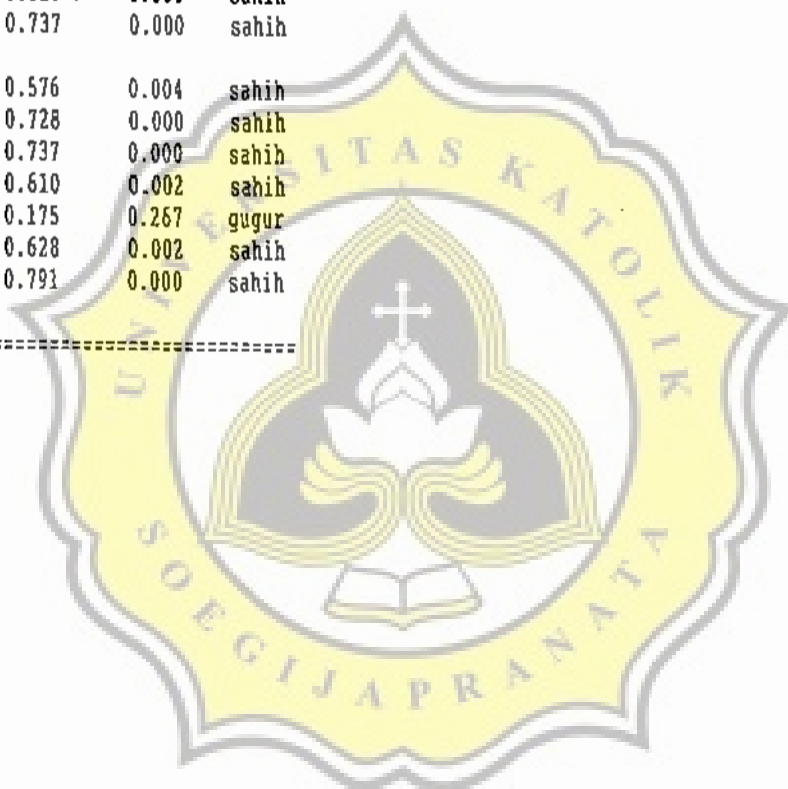 0.737 0.000 sahih
0.576 0.004 sahih
0.728 0.000 sahih
0.737 0.000 sahih
0.610 0.002 sahih
0.175 0.267 gugur
0.628 0.002 sahih
0.791 0.000 sahih
UNIVERSITAS KATOLIK
SOEGIJAPRANATA